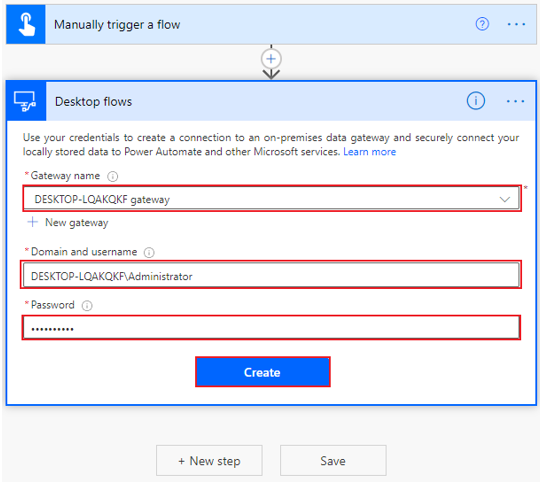 Manually trigger a flow
Desktop flows
Use your credentials to create a connection to an on-premises data gateway and securely connect your
locally stored data to Power Automate and other Microsoft services. Learn more
* Gateway name
DESKTOP-LQAKQKF gateway
*
+ New gateway
* Domain and username
DESKTOP-LQAKQKF\Administrator
* Password
••••••••••
Create
+ New step
Save